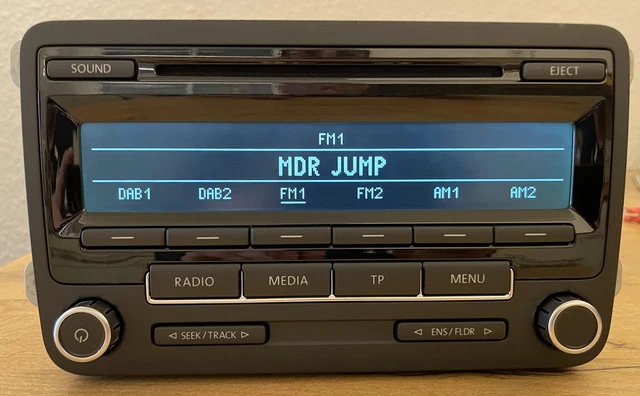 SOUND EJECT
FM1
MDR JUMP
DAB1 DAB2 FM1 FM2 AM1 AM2
RADIO MEDIA TP MENU
◁ SEEK / TRACK ▷ ◁ ENS / FLDR ▷